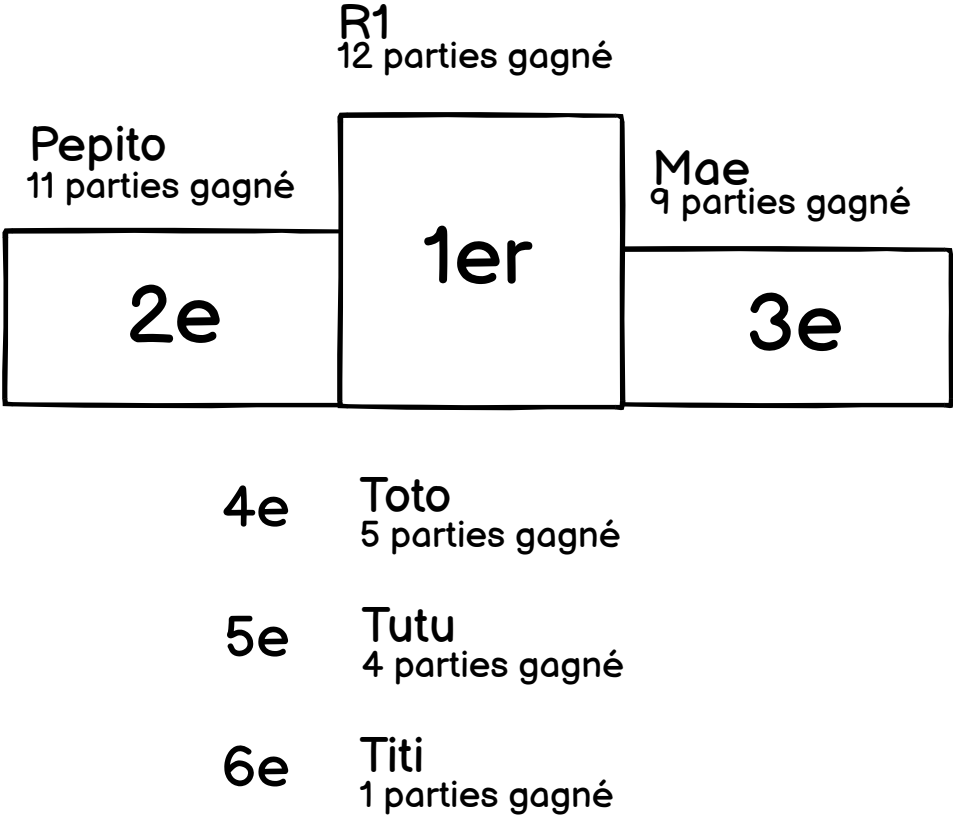 R1
12 parties gagné
Pepito
11 parties gagné
Mae
9 parties gagné
1er
2e
3e
4e
Toto
5 parties gagné
5e
Tutu
4 parties gagné
6e
Titi
1 parties gagné